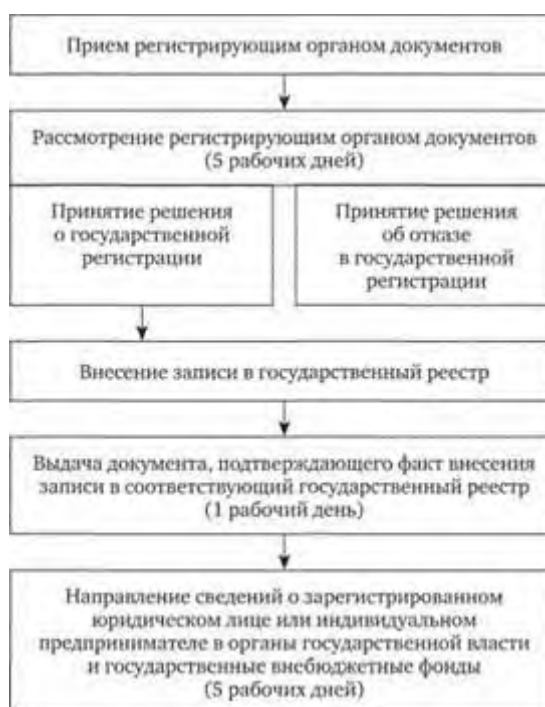 Прием регистрирующим органом документов
Рассмотрение регистрирующим органом документов
(5 рабочих дней)
Принятие решения
о государственной
регистрации
Принятие решения
об отказе
в государственной
регистрации
Внесение записи в государственный реестр
Выдача документа, подтверждающего факт внесения
записи в соответствующий государственный реестр
(1 рабочий день)
Направление сведений о зарегистрированном
юридическом лице или индивидуальном
предпринимателе в органы государственной власти
и государственные внебюджетные фонды
(5 рабочих дней)